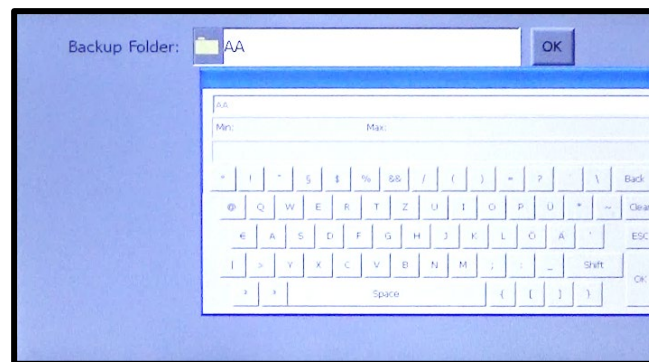 Backup Folder: AA OK
AA
Min: Max:
! " § $ % && / ( ) = ? \ Back
@ Q W E R T Z U I O P Ü * ~ Clear
€ A S D F G H J K L Ö Ä ' ESC
| > Y X C V B N M ; : _ Shift
Space { [ ] } OK